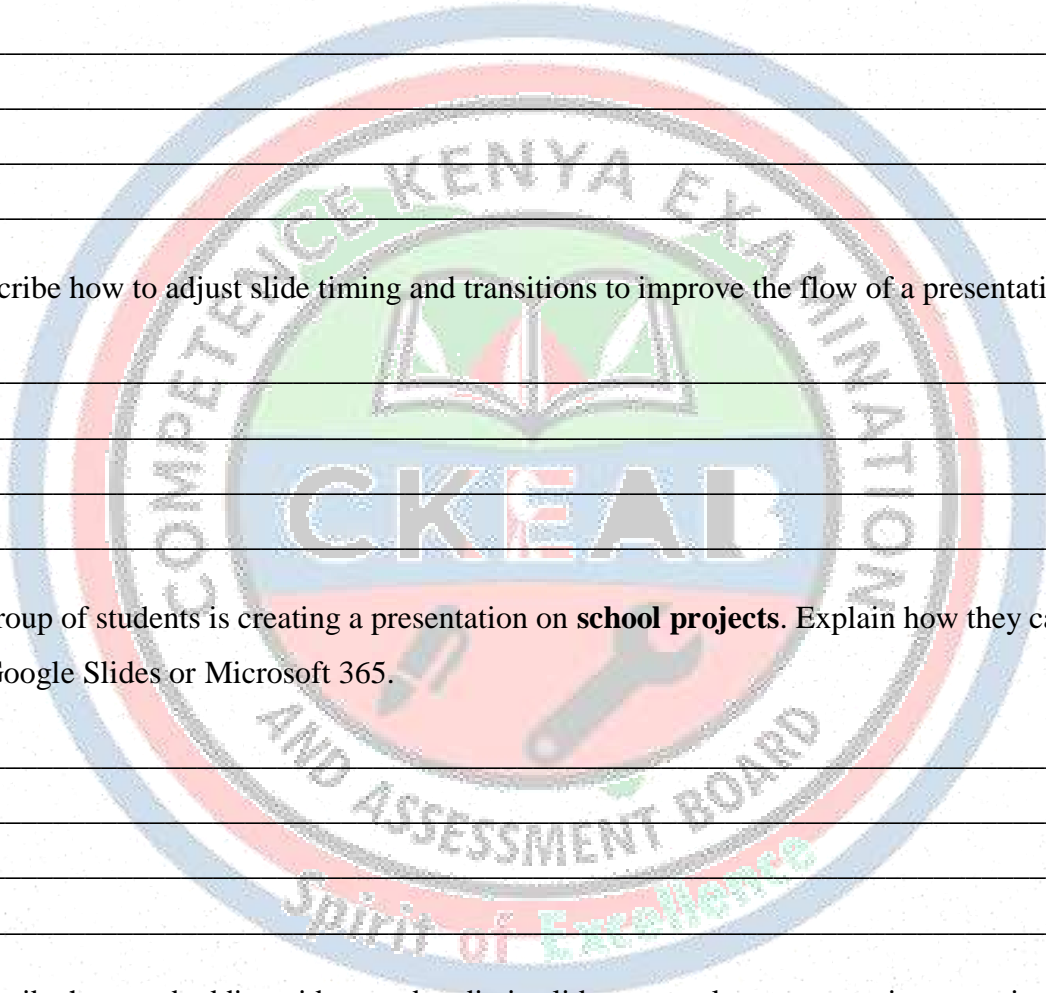 cribe how to adjust slide timing and transitions to improve the flow of a presentati
COMPETENCE KENYA EXAMINATION
CKEAB
roup of students is creating a presentation on school projects. Explain how they ca
Google Slides or Microsoft 365.
AND ASSESSMENT BOARD
Spirit of Excellence